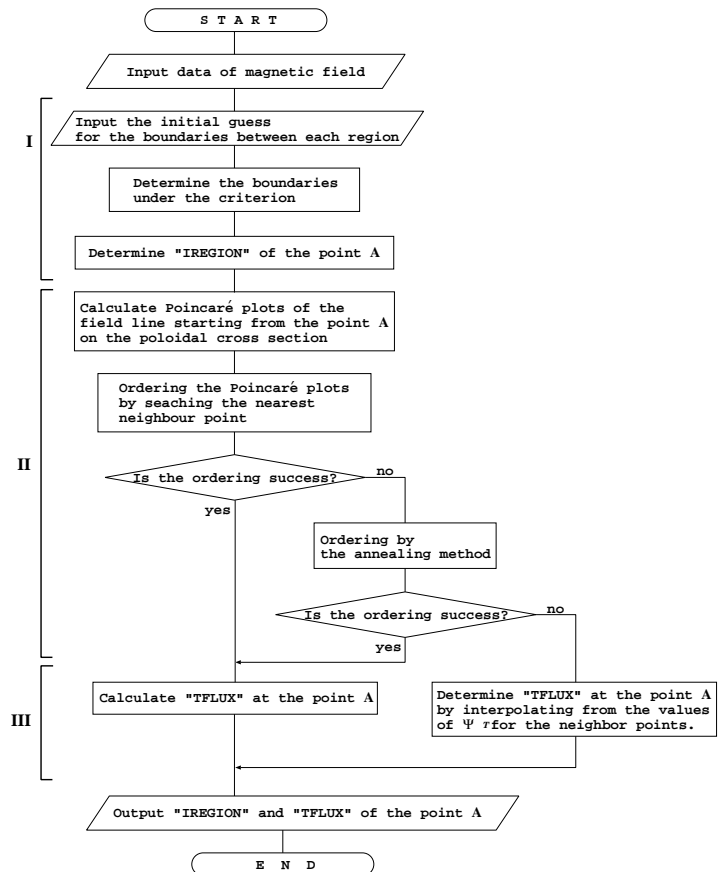 S T A R T
Input data of magnetic field
I
Input the initial guess
for the boundaries between each region
Determine the boundaries
under the criterion
Determine "IREGION" of the point A
II
Calculate Poincaré plots of the
field line starting from the point A
on the poloidal cross section
Ordering the Poincaré plots
by seaching the nearest
neighbour point
Is the ordering success?
no
yes
Ordering by
the annealing method
Is the ordering success?
no
yes
III
Calculate "TFLUX" at the point A
Determine "TFLUX" at the point A
by interpolating from the values
of Ψ T for the neighbor points.
Output "IREGION" and "TFLUX" of the point A
E N D